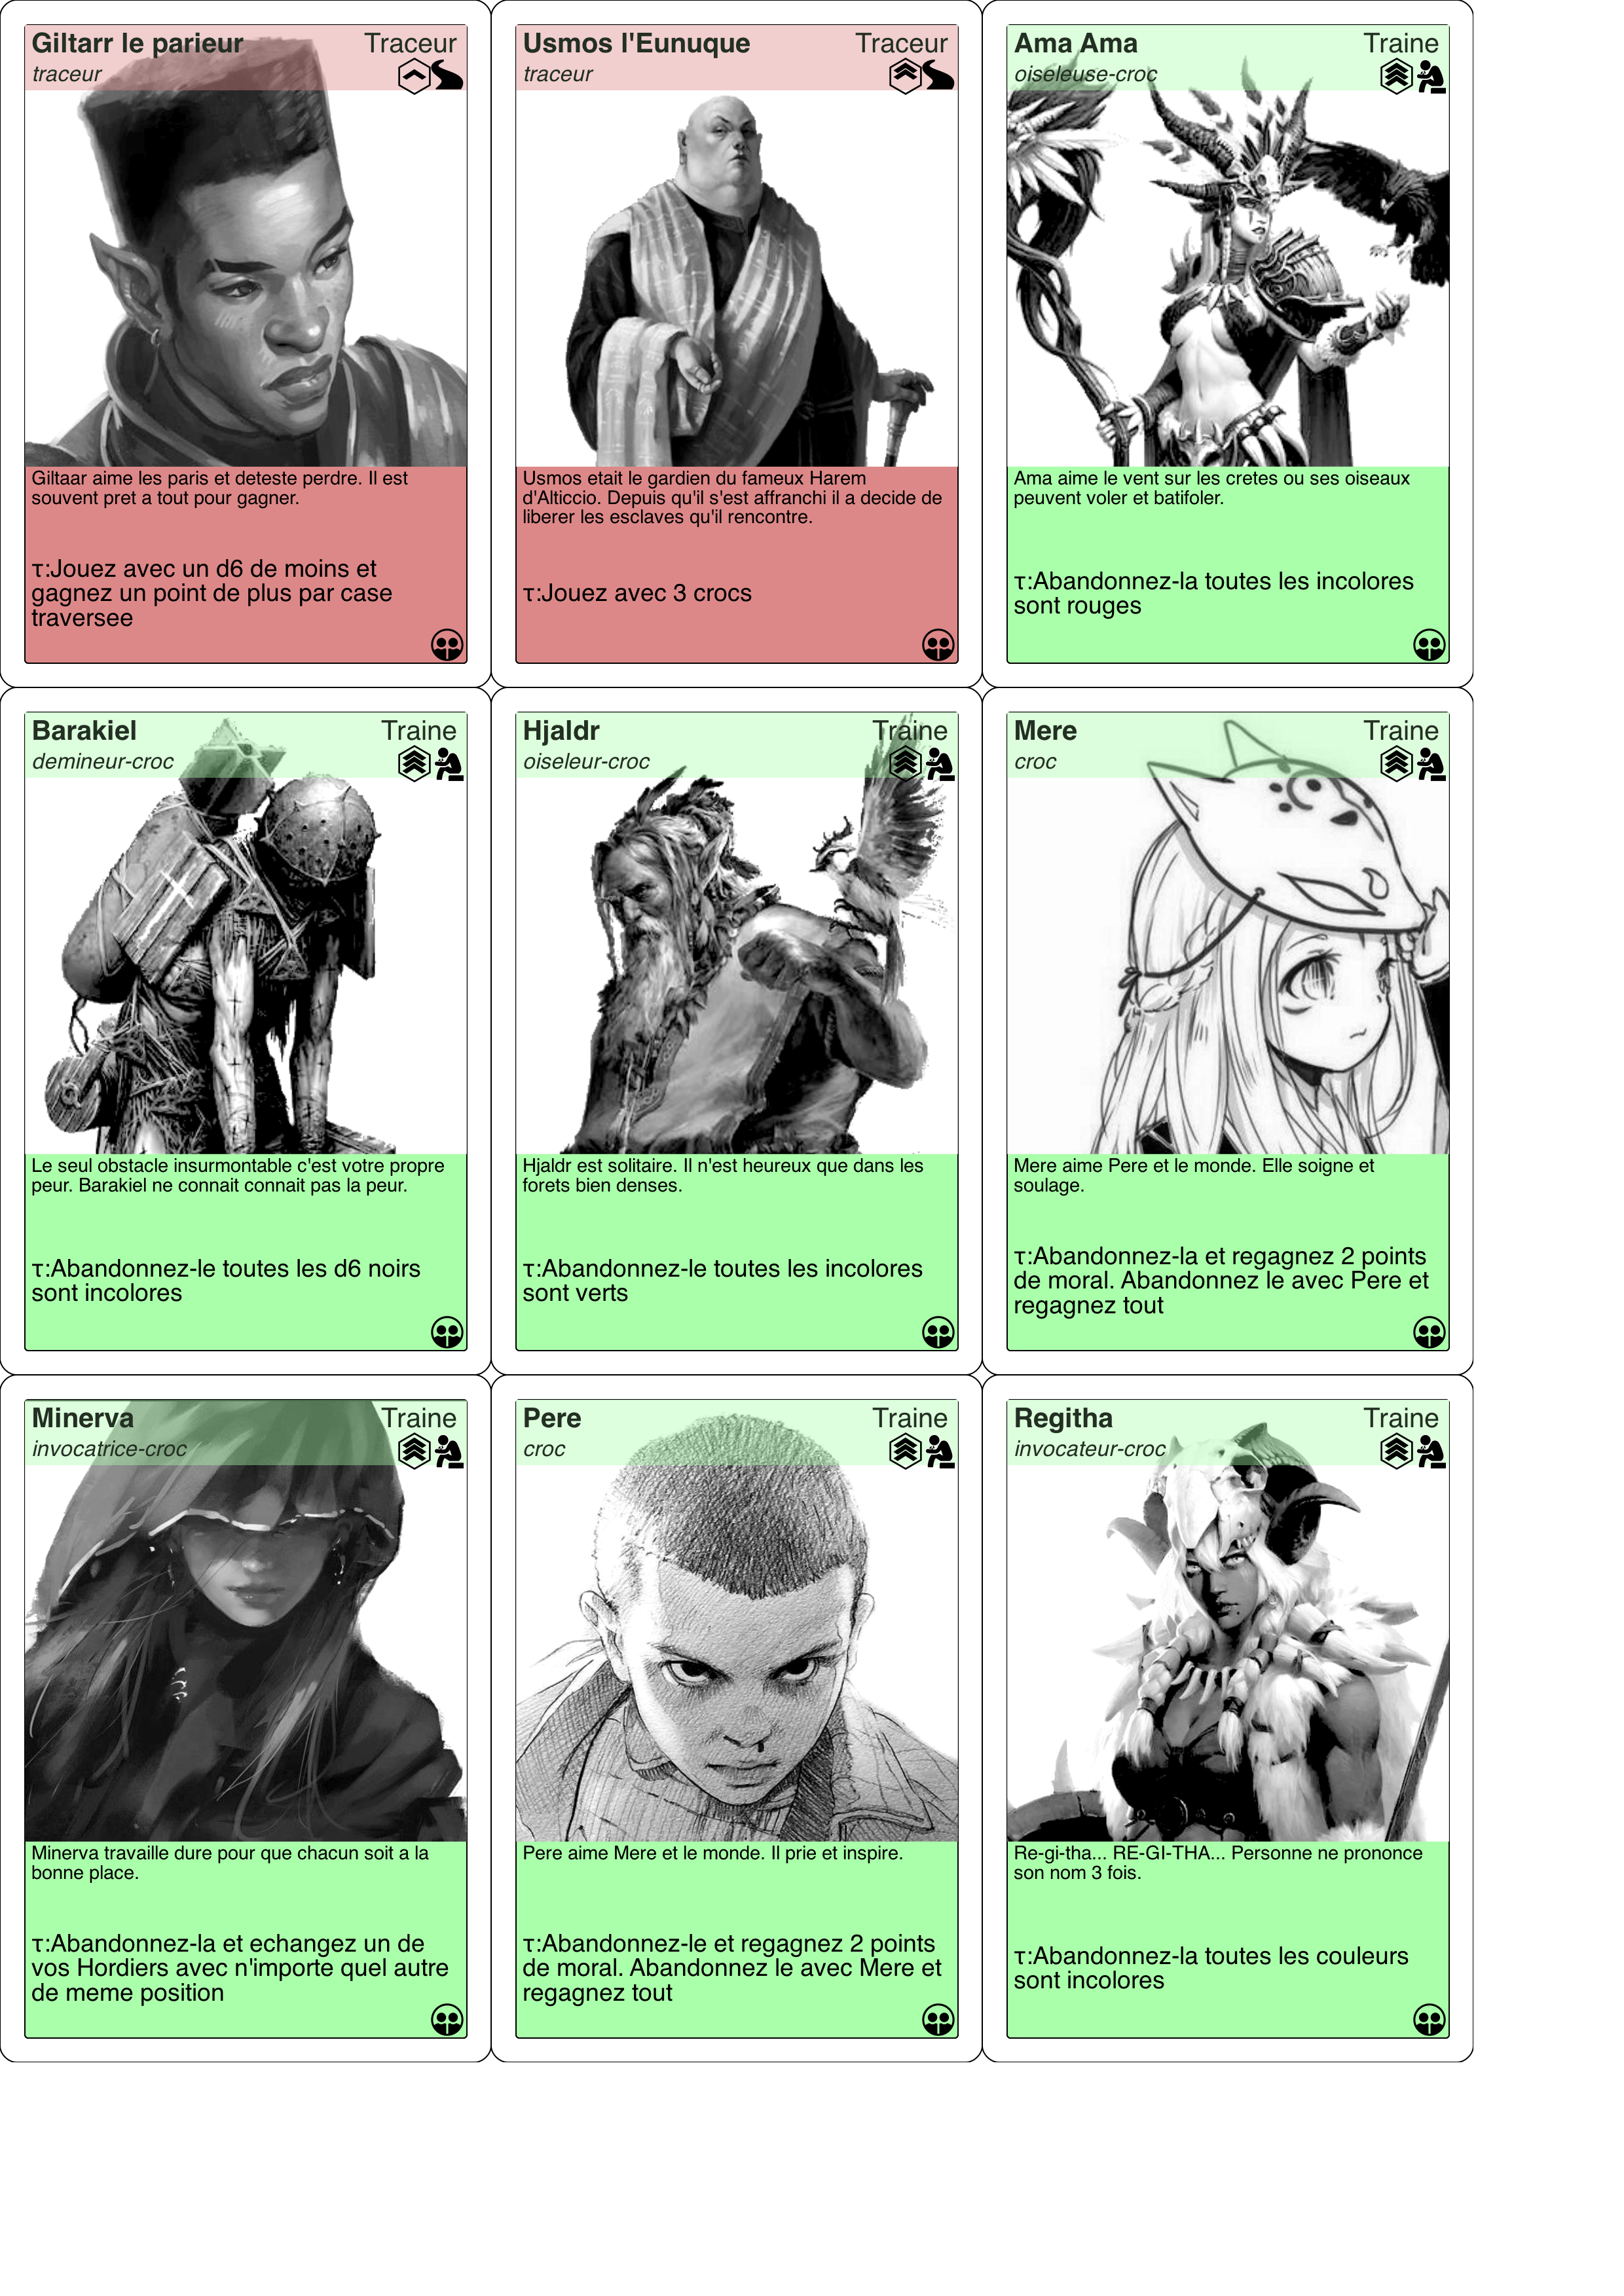 Giltarr le parieur
Traceur
traceur
Giltaar aime les paris et deteste perdre. Il est
souvent pret a tout pour gagner.
τ:Jouez avec un d6 de moins et
gagnez un point de plus par case
traversee
Usmos l'Eunuque
Traceur
traceur
Usmos etait le gardien du fameux Harem
d'Alticcio. Depuis qu'il s'est affranchi il a decide de
liberer les esclaves qu'il rencontre.
τ:Jouez avec 3 crocs
Ama Ama
Traine
oiseleuse-croc
Ama aime le vent sur les cretes ou ses oiseaux
peuvent voler et batifoler.
τ:Abandonnez-la toutes les incolores
sont rouges
Barakiel
Traine
demineur-croc
Le seul obstacle insurmontable c'est votre propre
peur. Barakiel ne connait connait pas la peur.
τ:Abandonnez-le toutes les d6 noirs
sont incolores
Hjaldr
Traine
oiseleur-croc
Hjaldr est solitaire. Il n'est heureux que dans les
forets bien denses.
τ:Abandonnez-le toutes les incolores
sont verts
Mere
Traine
croc
Mere aime Pere et le monde. Elle soigne et
soulage.
τ:Abandonnez-la et regagnez 2 points
de moral. Abandonnez le avec Pere et
regagnez tout
Minerva
Traine
invocatrice-croc
Minerva travaille dure pour que chacun soit a la
bonne place.
τ:Abandonnez-la et echangez un de
vos Hordiers avec n'importe quel autre
de meme position
Pere
Traine
croc
Pere aime Mere et le monde. Il prie et inspire.
τ:Abandonnez-le et regagnez 2 points
de moral. Abandonnez le avec Mere et
regagnez tout
Regitha
Traine
invocateur-croc
Re-gi-tha... RE-GI-THA... Personne ne prononce
son nom 3 fois.
τ:Abandonnez-la toutes les couleurs
sont incolores